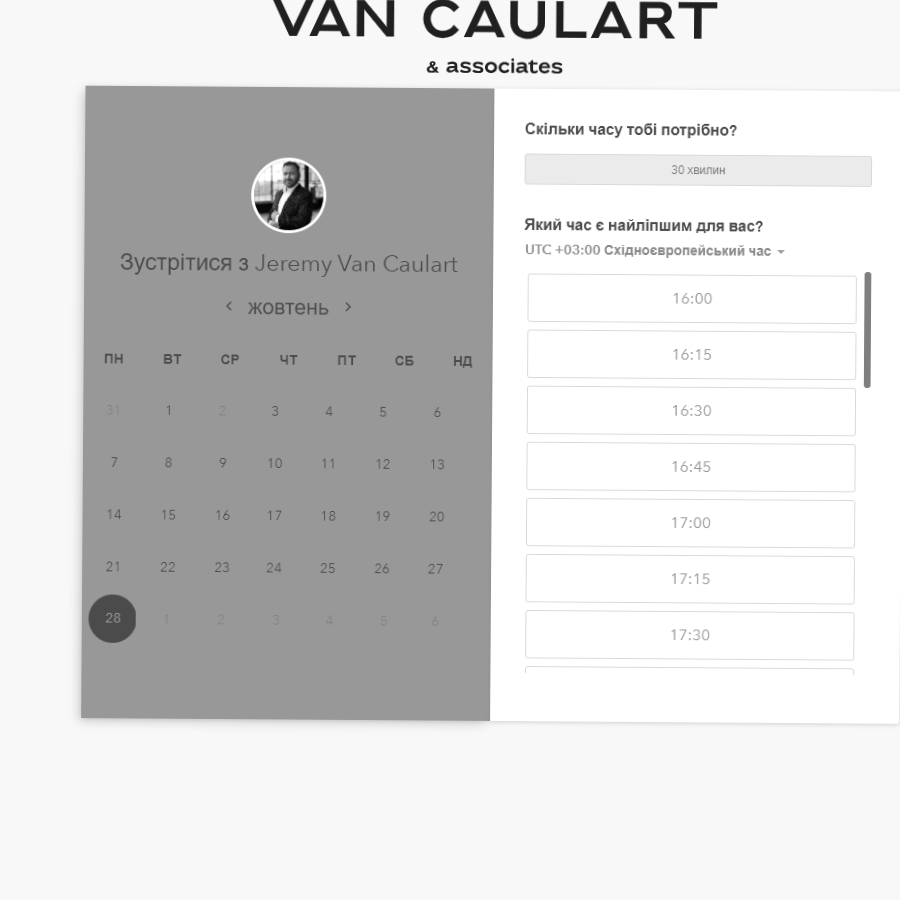 VAN CAULART
& associates
Зустрітися з Jeremy Van Caulart
жовтень
ПН ВТ СР ЧТ ПТ СБ НД
31 1 2 3 4 5 6
7 8 9 10 11 12 13
14 15 16 17 18 19 20
21 22 23 24 25 26 27
28 1 2 3 4 5 6
Скільки часу тобі потрібно?
30 хвилин
Який час є найліпшим для вас?
UTC +03:00 Східноєвропейський час
16:00
16:15
16:30
16:45
17:00
17:15
17:30